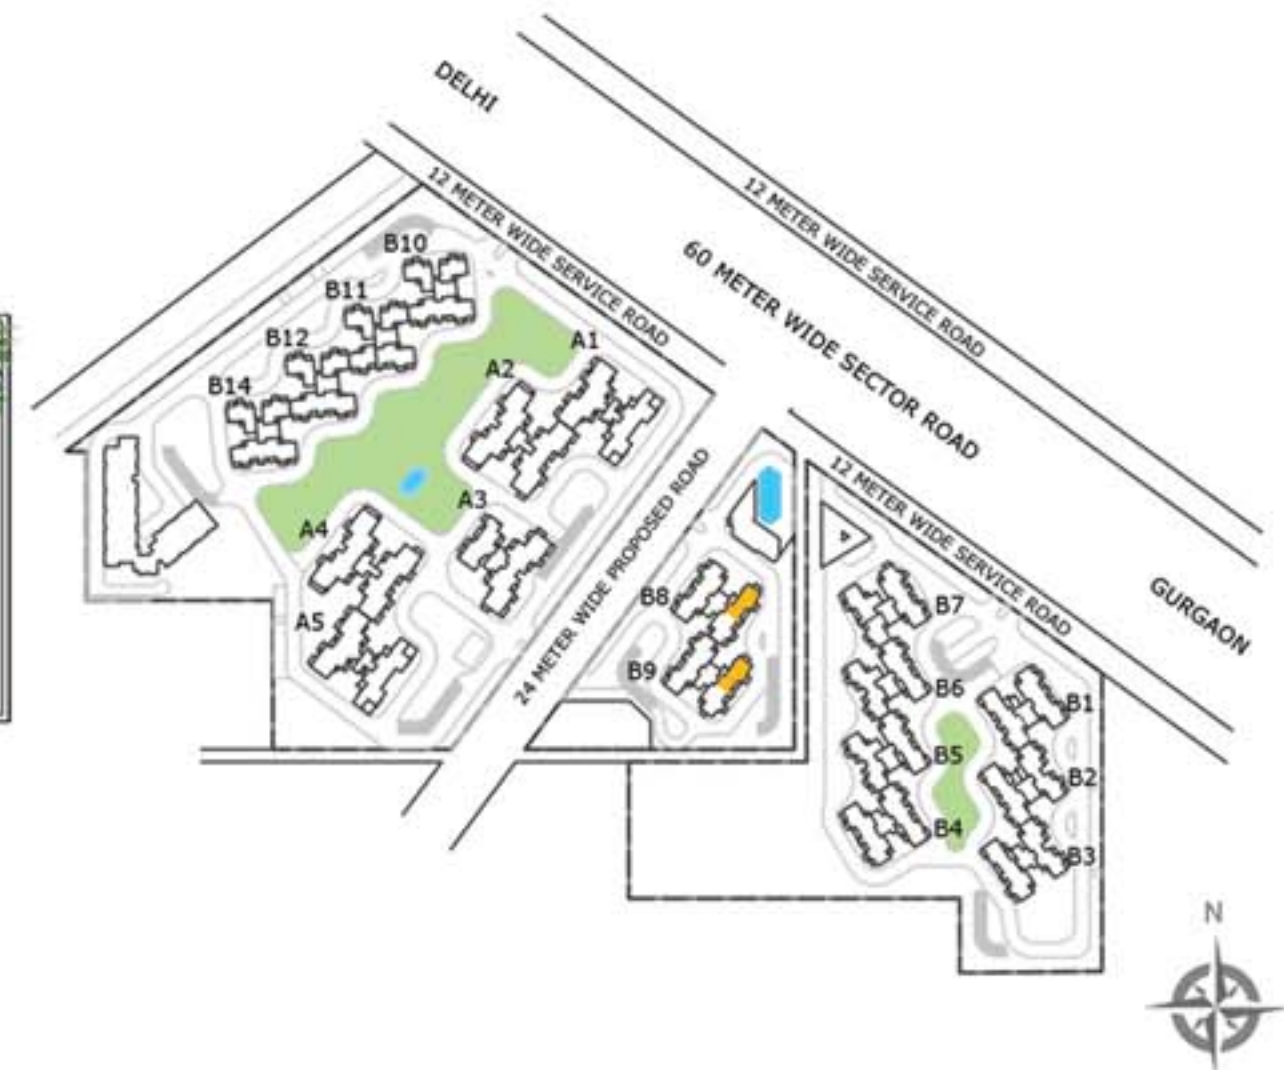 DELHI
12 METER WIDE SERVICE ROAD
12 METER WIDE SERVICE ROAD
60 METER WIDE SECTOR ROAD
B10
B11
B12
B14
A1
A2
A3
A4
A5
24 METER WIDE PROPOSED ROAD
12 METER WIDE SERVICE ROAD
GURGAON
B8
B9
B7
B6
B5
B4
B1
B2
B3
N